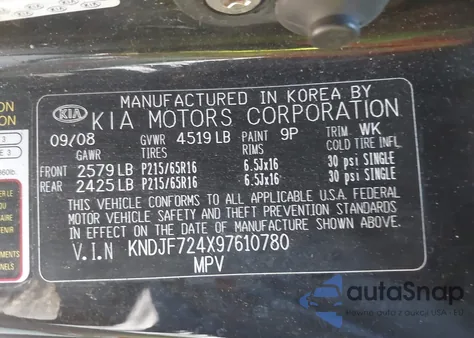 MANUFACTURED IN KOREA BY
KIA KIA MOTORS CORPORATION
09/08 GVWR 4519 LB PAINT 9P TRIM WK
GAWR TIRES RIMS COLD TIRE INFL
FRONT 2579 LB P215/65R16 6.5Jx16 30 psi SINGLE
REAR 2425 LB P215/65R16 6.5Jx16 30 psi SINGLE
THIS VEHICLE CONFORMS TO ALL APPLICABLE U.S.A. FEDERAL
MOTOR VEHICLE SAFETY AND THEFT PREVENTION STANDARDS
IN EFFECT ON THE DATE OF MANUFACTURE SHOWN ABOVE.
V.I.N KNDJF724X97610780
MPV
autoSnap